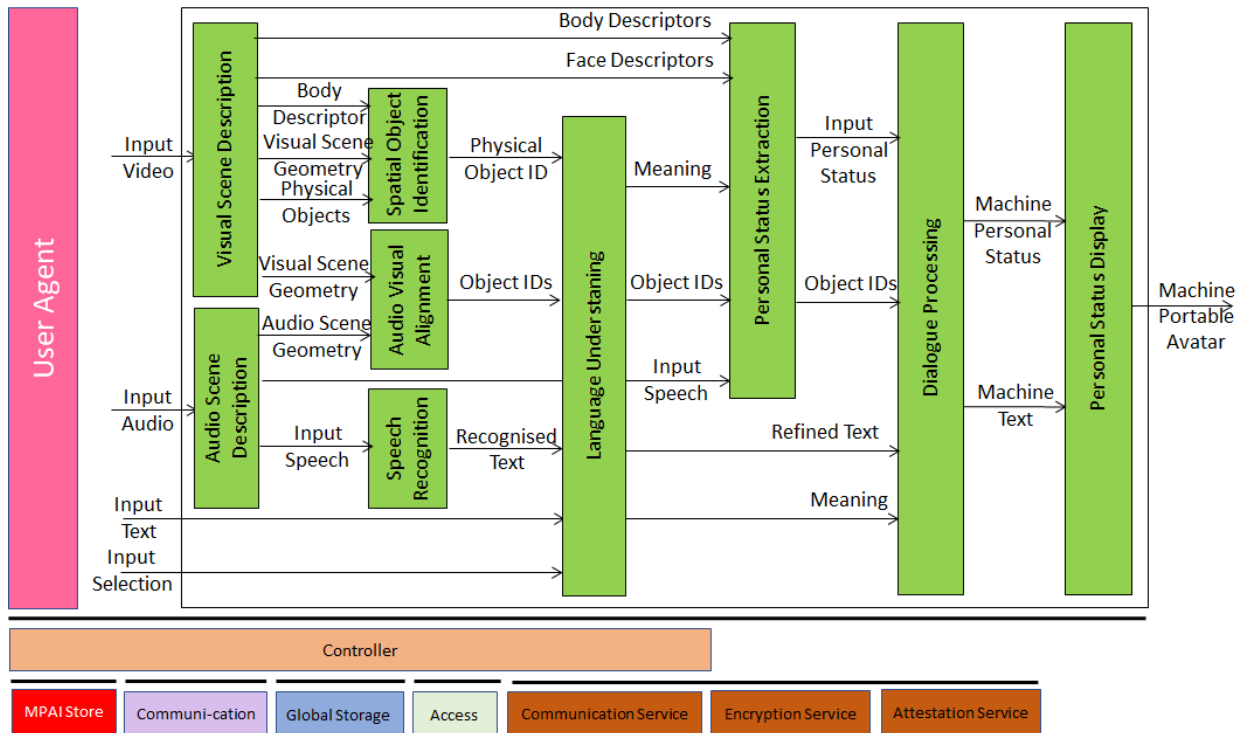 User Agent
Input
Video
Input
Audio
Input
Text
Input
Selection
Visual Scene Description
Audio Scene
Description
Body Descriptors
Face Descriptors
Body
Descriptor
Visual Scene
Geometry
Physical
Objects
Visual Scene
Geometry
Audio Scene
Geometry
Input
Speech
Spatial Object
Identification
Audio Visual
Alignment
Speech
Recognition
Physical
Object ID
Object IDs
Recognised
Text
Language Understaning
Meaning
Object IDs
Input
Speech
Refined Text
Meaning
Personal Status Extraction
Input
Personal
Status
Object IDs
Dialogue Processing
Machine
Personal
Status
Machine
Text
Personal Status Display
Machine
Portable
Avatar
Controller
MPAI Store
Communi-cation
Global Storage
Access
Communication Service
Encryption Service
Attestation Service